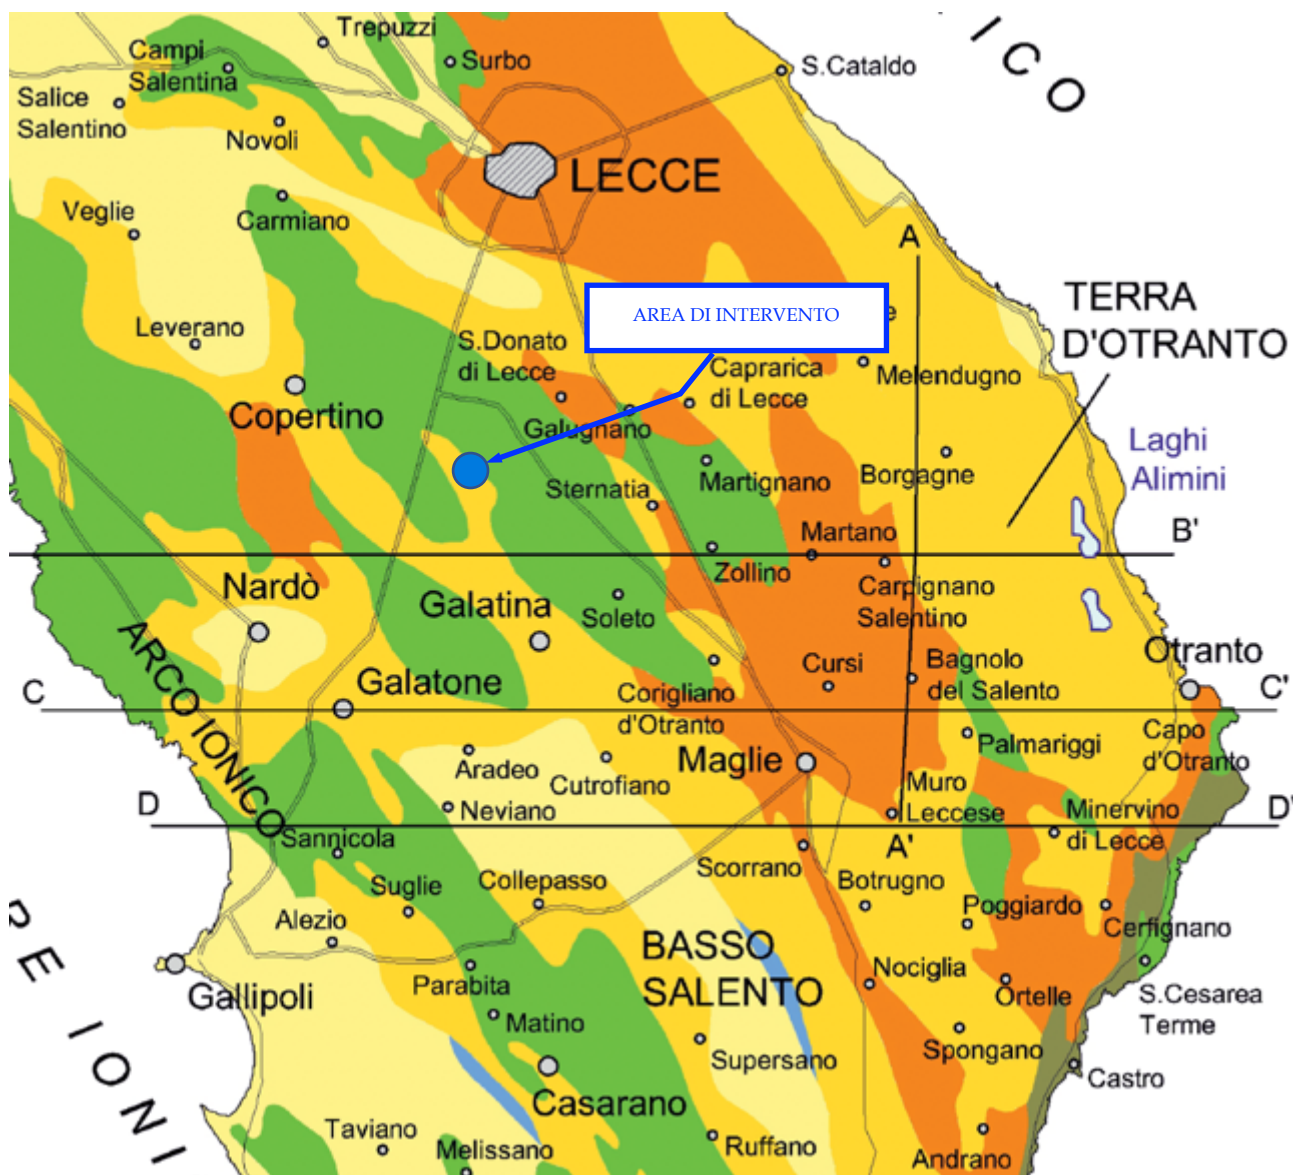 Trepuzzi
Campi
Salentina
Surbo
S.Cataldo
ICO
Salice
Salentino
Novoli
LECCE
Veglie
Carmiano
A
TERRA
D'OTRANTO
AREA DI INTERVENTO
e
Leverano
S.Donato
di Lecce
Caprarica
di Lecce
Melendugno
Copertino
Galugnano
Laghi
Alimini
Borgagne
Martignano
Sternatia
Martano
B'
Zollino
Carpignano
Salentino
Nardò
Galatina
Soleto
Otranto
ARCO IONICO
Cursi
Bagnolo
del Salento
C
Galatone
Corigliano
d'Otranto
C'
Capo
d'Otranto
Palmariggi
Maglie
Aradeo
Cutrofiano
Muro
Leccese
D
Neviano
Minervino
di Lecce
D'
Sannicola
A'
Scorrano
Suglie
Collepasso
Botrugno
Alezio
Poggiardo
Cerfignano
BASSO
SALENTO
Nociglia
Parabita
Gallipoli
Ortelle
S.Cesarea
Terme
RE IONI
Matino
Spongano
Supersano
Castro
Casarano
Taviano
Melissano
Ruffano
Andrano